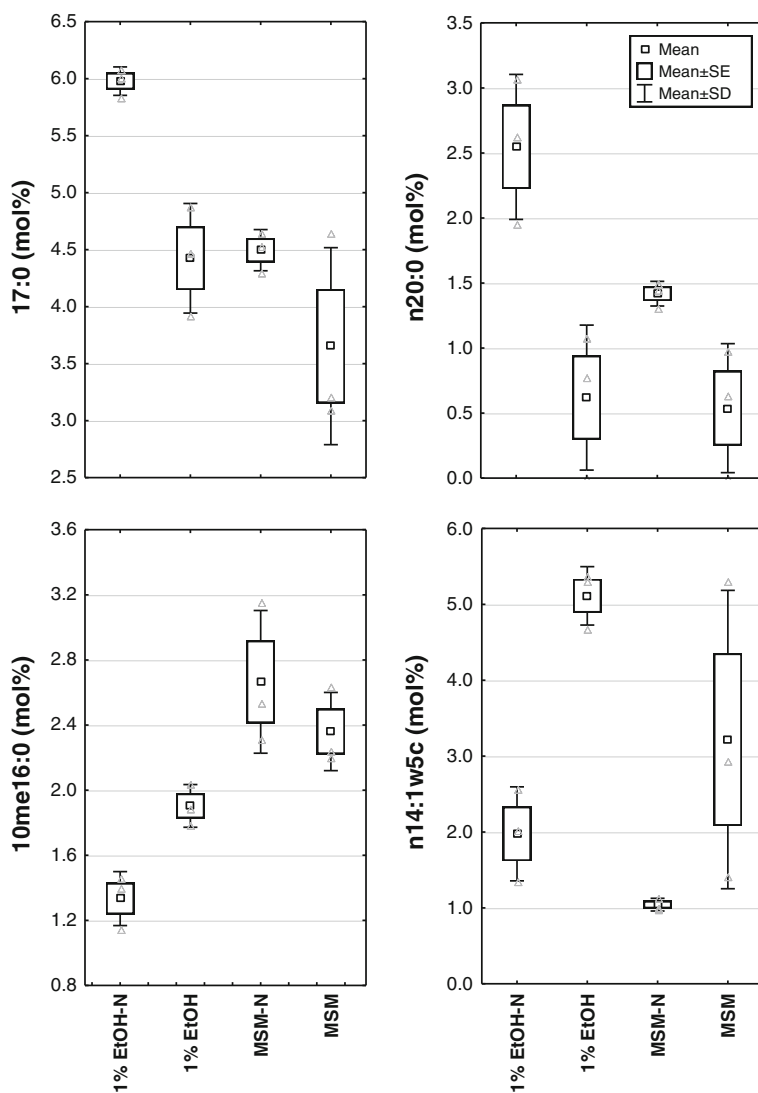 17:0 (mol%)
6.5
6.0
5.5
5.0
4.5
4.0
3.5
3.0
2.5
n20:0 (mol%)
3.5
3.0
2.5
2.0
1.5
1.0
0.5
0.0
Mean
Mean±SE
Mean±SD
10me16:0 (mol%)
3.6
3.2
2.8
2.4
2.0
1.6
1.2
0.8
1% EtOH-N
1% EtOH
MSM-N
MSM
n14:1w5c (mol%)
6.0
5.0
4.0
3.0
2.0
1.0
0.0
1% EtOH-N
1% EtOH
MSM-N
MSM